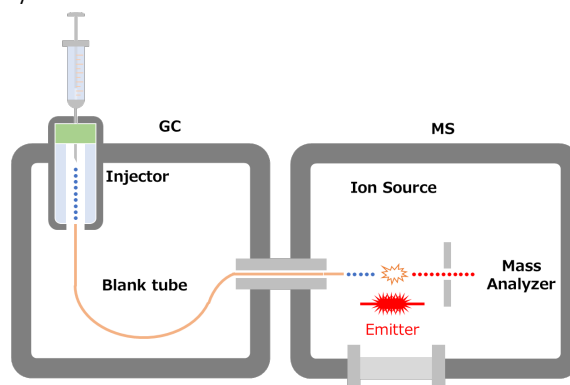 GC
MS
Injector
Ion Source
Blank tube
Mass
Analyzer
Emitter